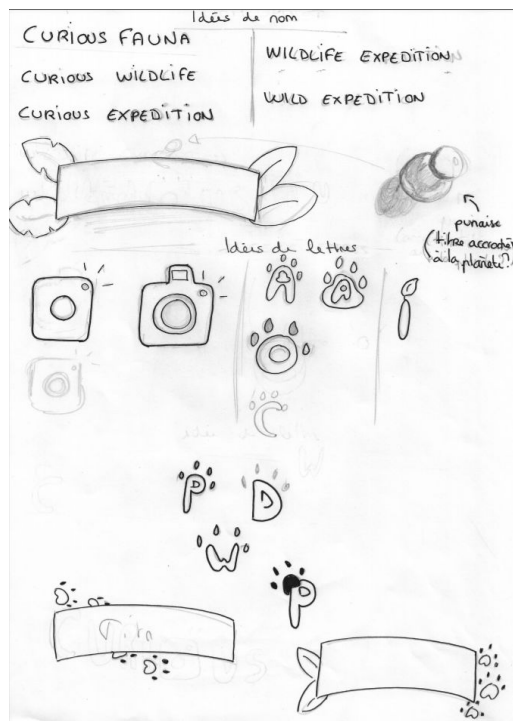 Idées de nom
CURIOUS FAUNA
CURIOUS WILDLIFE
CURIOUS EXPEDITION
WILDLIFE EXPEDITION
WILD EXPEDITION
punaise
(titre accroché
à la planète?)
Idées de lettres
A A
O
C
P D
W
P
Titre